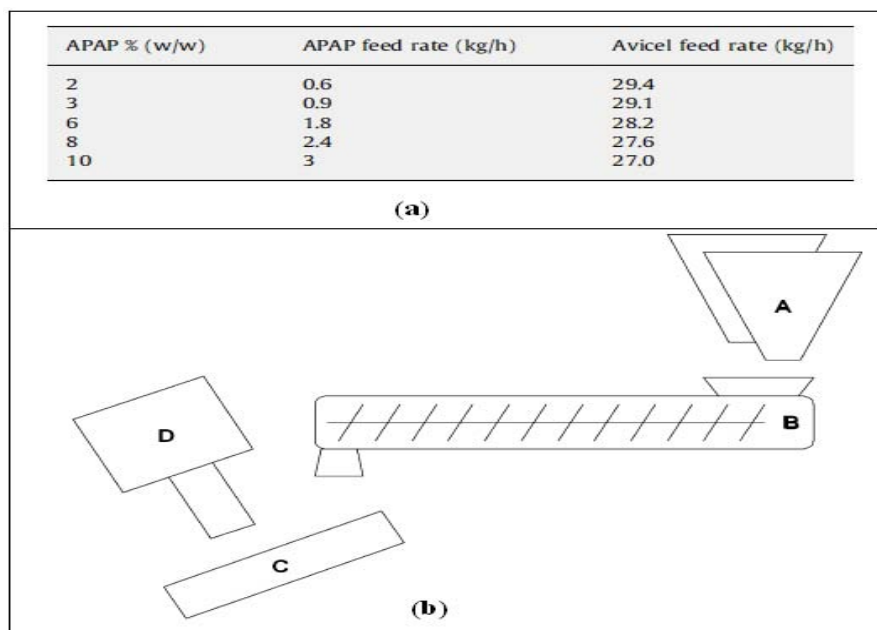 APAP % (w/w) APAP feed rate (kg/h) Avicel feed rate (kg/h)
2 0.6 29.4
3 0.9 29.1
6 1.8 28.2
8 2.4 27.6
10 3 27.0
(a)
A
B
D
C
(b)